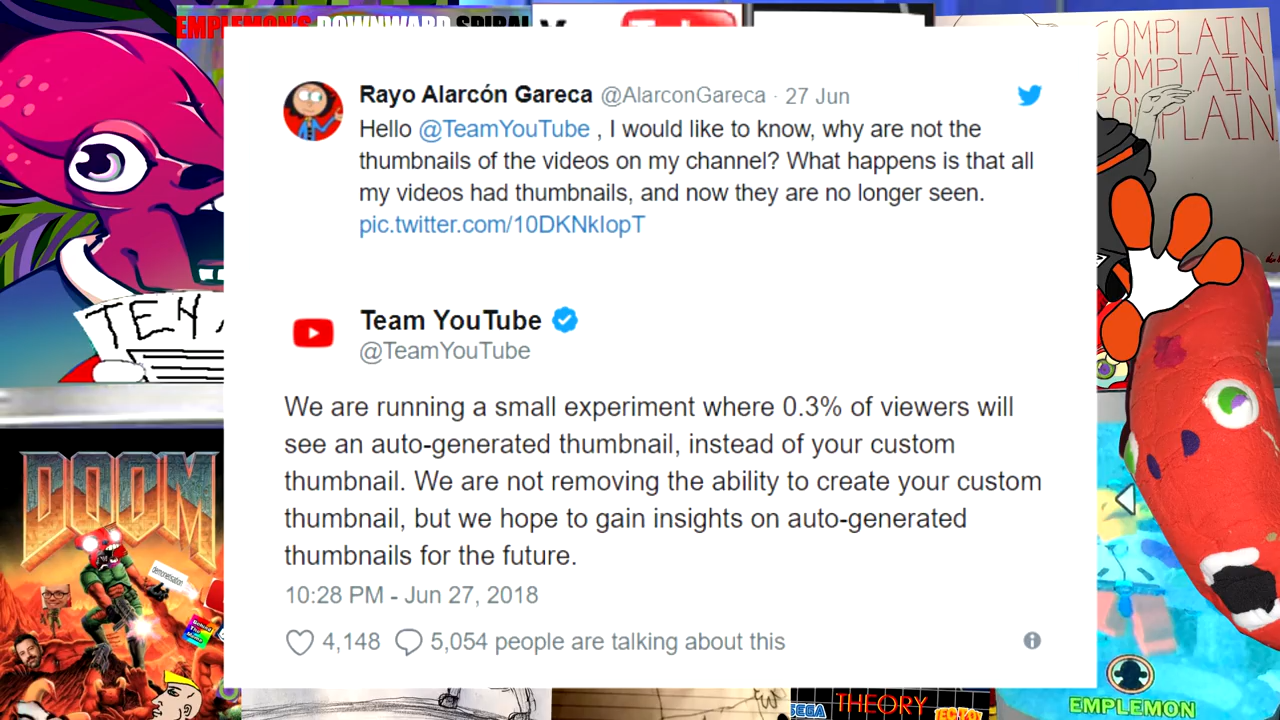 EMPLEMON'S DOWNWARD SPIRAL
COMPLAIN
COMPLAIN
COMPLAIN
Rayo Alarcón Gareca @AlarconGareca · 27 Jun
Hello @TeamYouTube , I would like to know, why are not the
thumbnails of the videos on my channel? What happens is that all
my videos had thumbnails, and now they are no longer seen.
pic.twitter.com/10DKNkIopT
Team YouTube
@TeamYouTube
We are running a small experiment where 0.3% of viewers will
see an auto-generated thumbnail, instead of your custom
thumbnail. We are not removing the ability to create your custom
thumbnail, but we hope to gain insights on auto-generated
thumbnails for the future.
10:28 PM - Jun 27, 2018
4,148 5,054 people are talking about this
DOOM
SEGA
THEORY
EMPLEMON